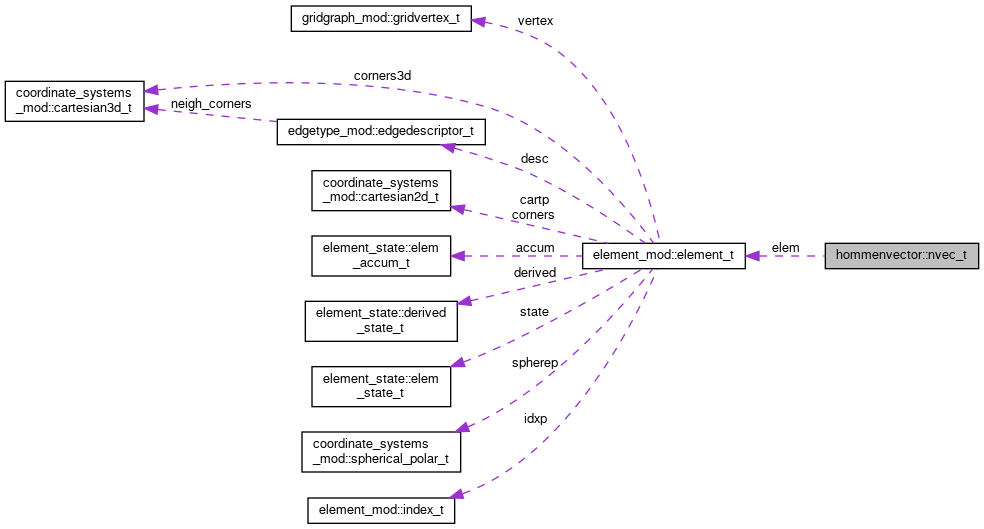 gridgraph_mod::gridvertex_t
vertex
corners3d
coordinate_systems
_mod::cartesian3d_t
neigh_corners
edgetype_mod::edgedescriptor_t
desc
coordinate_systems
_mod::cartesian2d_t
cartp
corners
element_state::elem
_accum_t
accum
element_mod::element_t
elem
hommenvector::nvec_t
derived
element_state::derived
_state_t
state
element_state::elem
_state_t
spherep
coordinate_systems
_mod::spherical_polar_t
idxp
element_mod::index_t